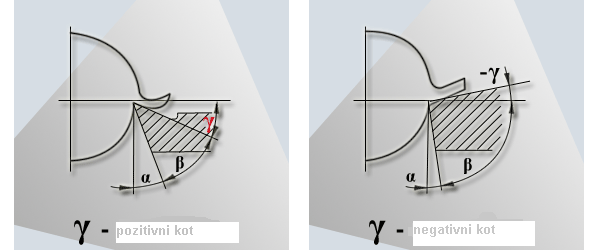 γ
α
β
γ - pozitivni kot
-γ
α
β
γ - negativni kot